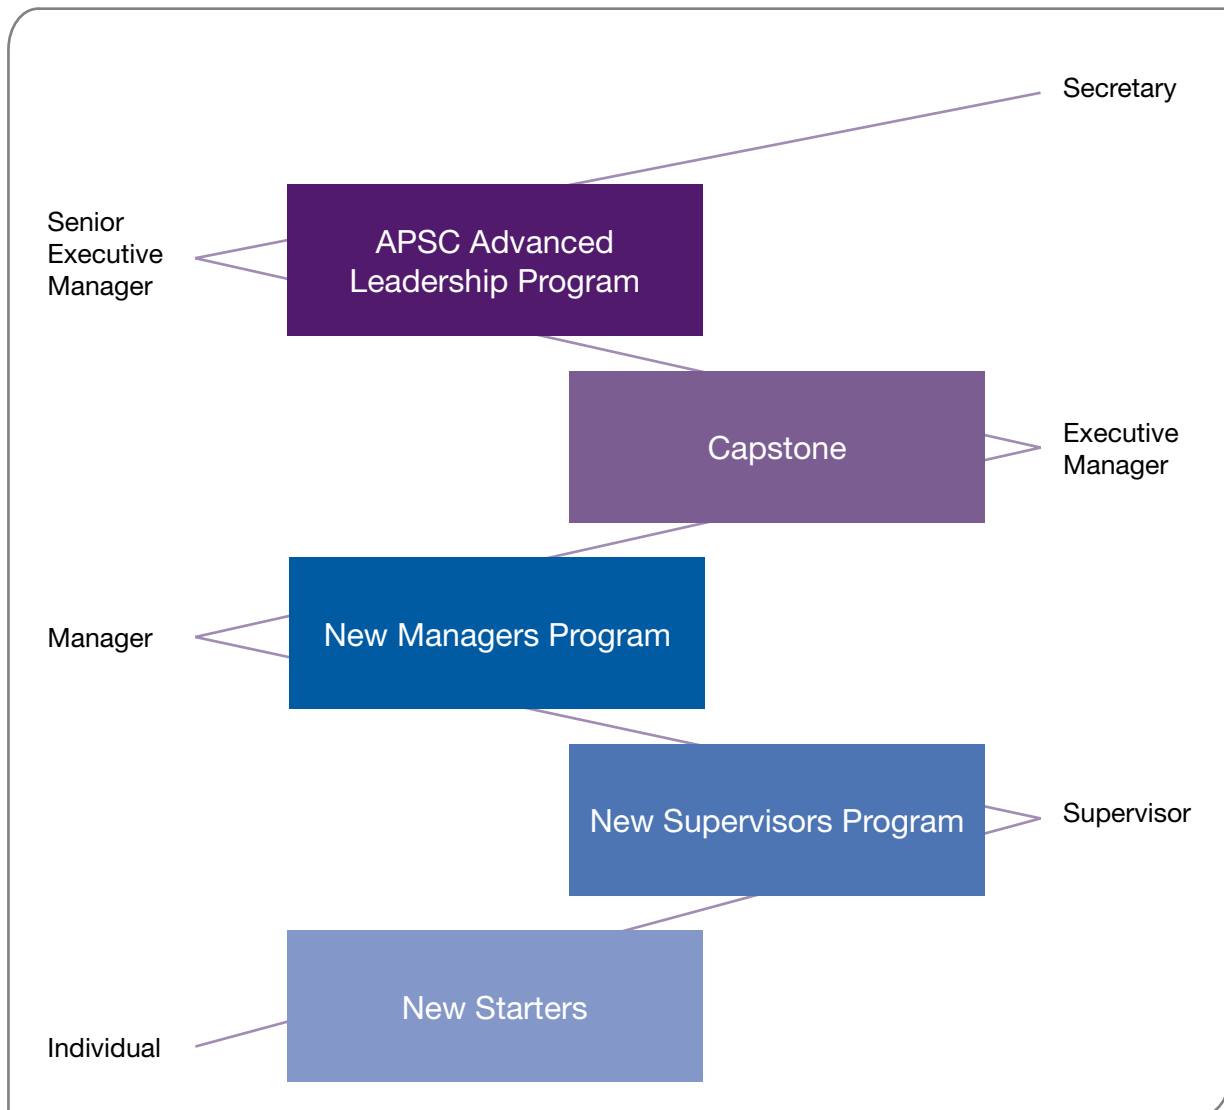 Secretary
Senior
Executive
Manager
APSC Advanced
Leadership Program
Capstone
Executive
Manager
Manager
New Managers Program
New Supervisors Program
Supervisor
New Starters
Individual